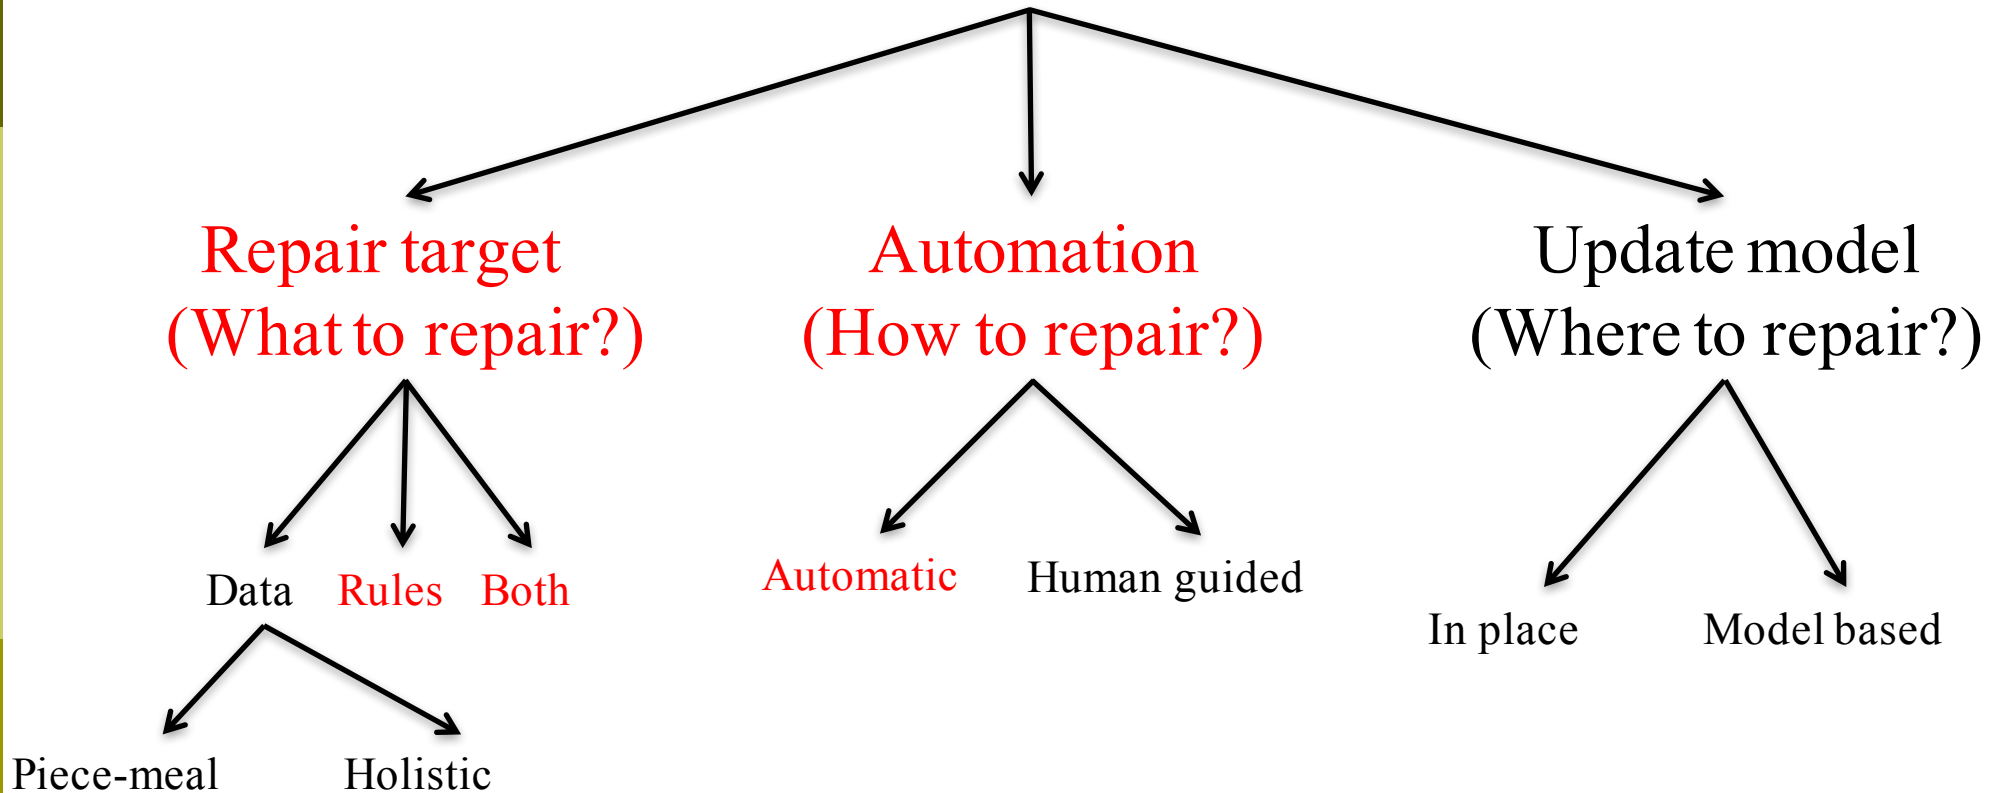 Repair target
(What to repair?)
Automation
(How to repair?)
Update model
(Where to repair?)
Data
Rules
Both
Automatic
Human guided
In place
Model based
Piece-meal
Holistic